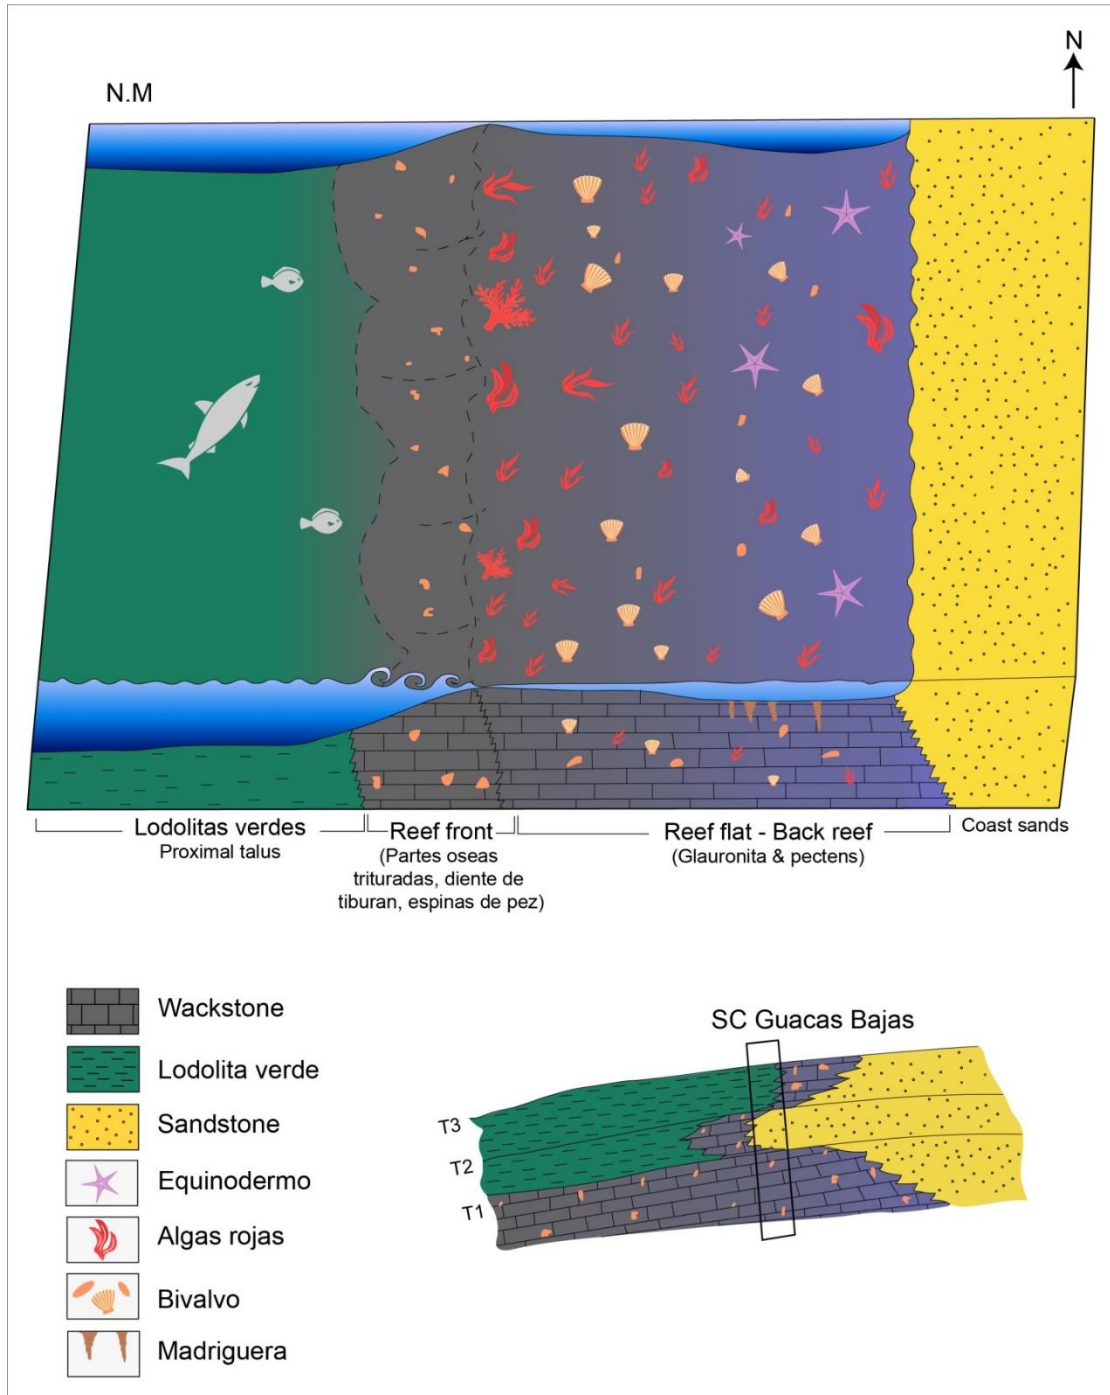 N.M
N
Lodolitas verdes
Proximal talus
Reef front
(Partes oseas
trituradas, diente de
tiburan, espinas de pez)
Reef flat - Back reef
(Glauronita & pectens)
Coast sands
Wackstone
Lodolita verde
Sandstone
Equinodermo
Algas rojas
Bivalvo
Madriguera
SC Guacas Bajas
T3
T2
T1